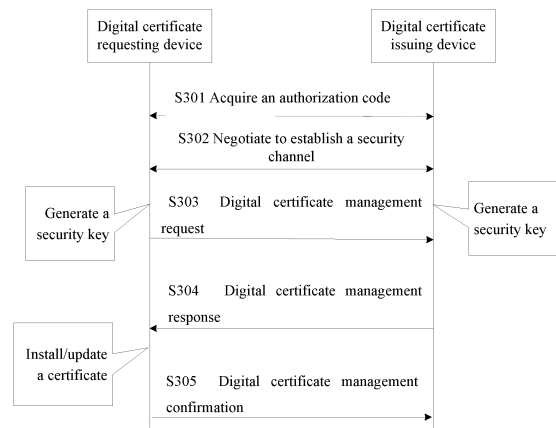 Digital certificate
requesting device
Digital certificate
issuing device
S301 Acquire an authorization code
S302 Negotiate to establish a security
channel
Generate a
security key
S303 Digital certificate management
request
Generate a
security key
S304 Digital certificate management
response
Install/update
a certificate
S305 Digital certificate management
confirmation